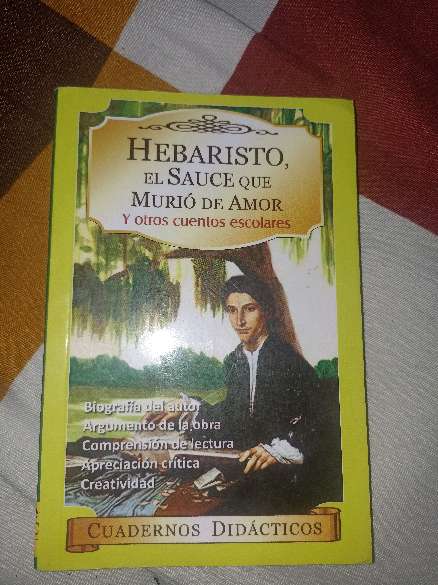 HEBARISTO,
EL SAUCE QUE
MURIÓ DE AMOR
Y otros cuentos escolares
Biografía del autor
Argumento de la obra
Comprensión de lectura
Apreciación crítica
Creatividad
CUADERNOS DIDÁCTICOS